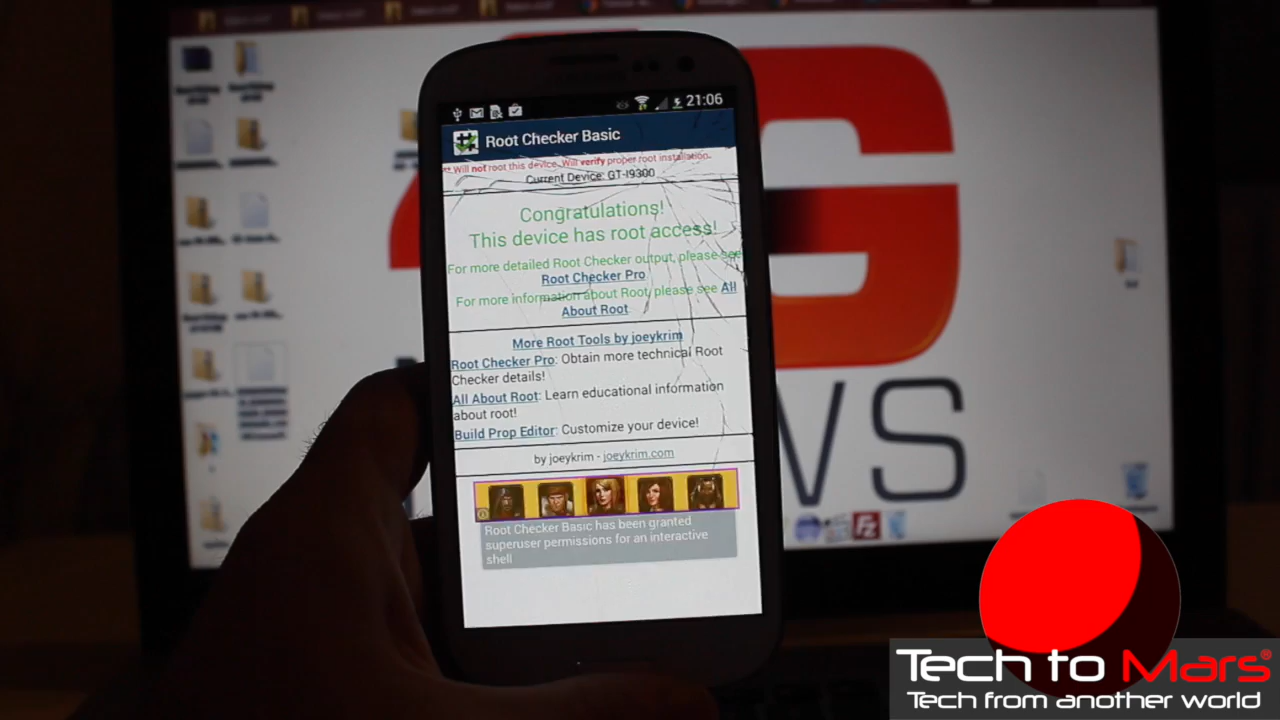 21:06
Root Checker Basic
** Will not root this device. Will verify proper root installation.
Current Device: GT-I9300
Congratulations!
This device has root access!
For more detailed Root Checker output, please see
Root Checker Pro
For more information about Root, please see All
About Root
More Root Tools by joeykrim
Root Checker Pro: Obtain more technical Root
Checker details!
All About Root: Learn educational information
about root!
Build Prop Editor: Customize your device!
by joeykrim - joeykrim.com
Root Checker Basic has been granted
superuser permissions for an interactive
shell
G
WS
Fz
Tech to Mars®
Tech from another world